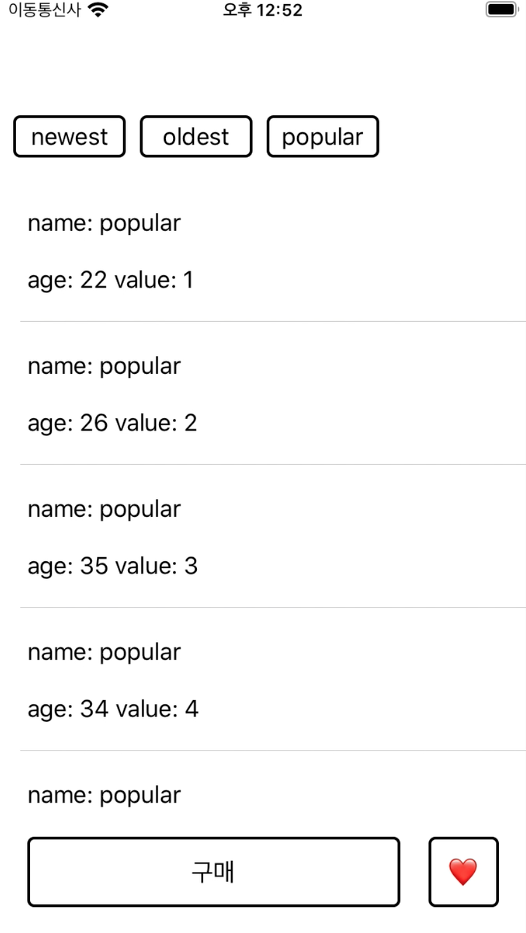 이동통신사 오후 12:52
newest oldest popular
name: popular
age: 22 value: 1
name: popular
age: 26 value: 2
name: popular
age: 35 value: 3
name: popular
age: 34 value: 4
name: popular
구매